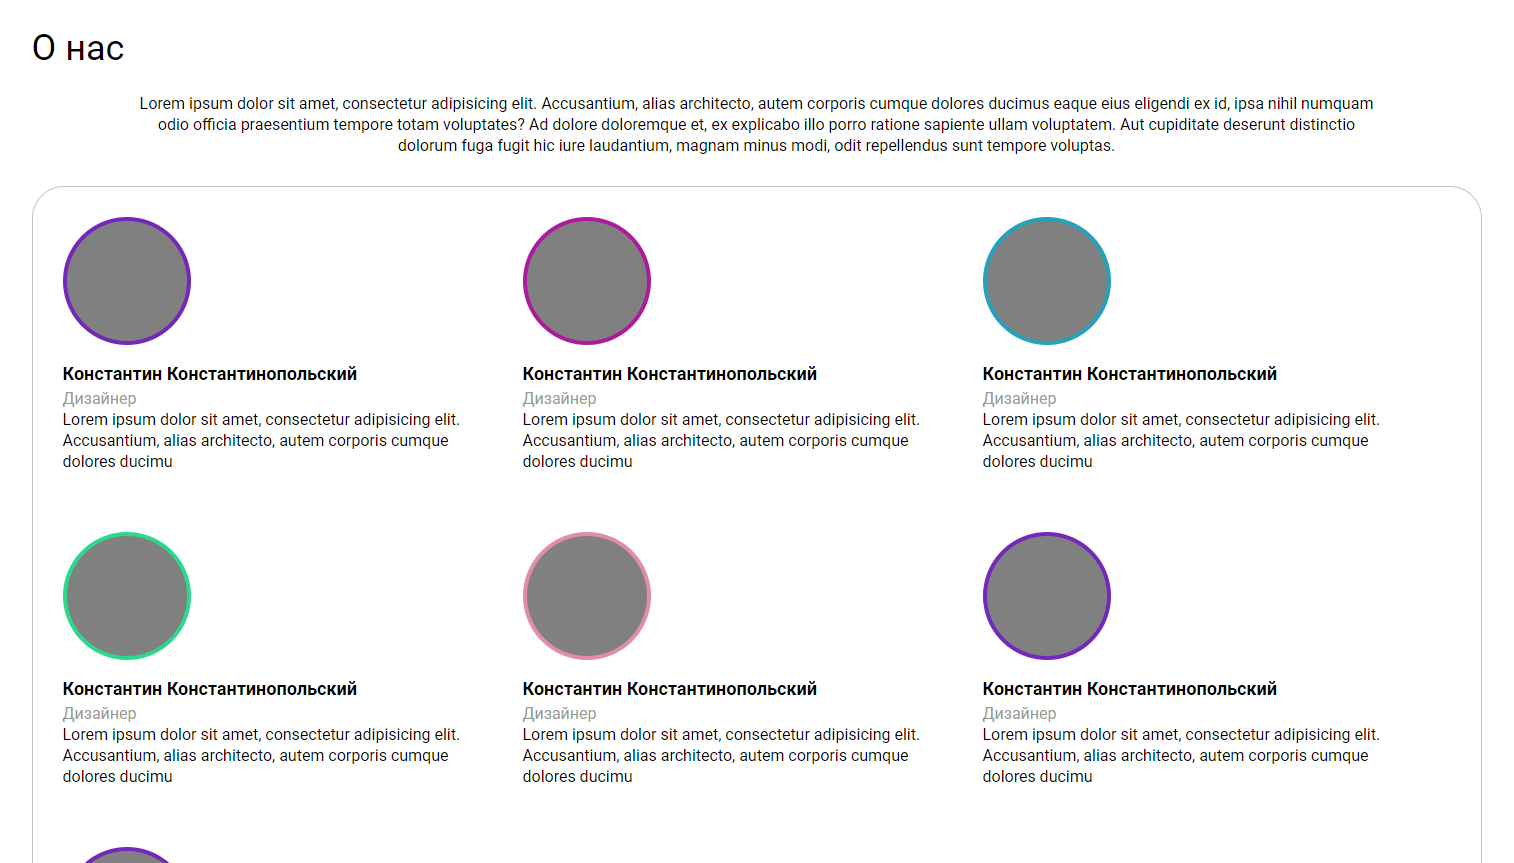 О нас
Lorem ipsum dolor sit amet, consectetur adipisicing elit. Accusantium, alias architecto, autem corporis cumque dolores ducimus eaque eius eligendi ex id, ipsa nihil numquam
odio officia praesentium tempore totam voluptates? Ad dolore doloremque et, ex explicabo illo porro ratione sapiente ullam voluptatem. Aut cupiditate deserunt distinctio
dolorum fuga fugit hic iure laudantium, magnam minus modi, odit repellendus sunt tempore voluptas.
Константин Константинопольский
Дизайнер
Lorem ipsum dolor sit amet, consectetur adipisicing elit.
Accusantium, alias architecto, autem corporis cumque
dolores ducimu
Константин Константинопольский
Дизайнер
Lorem ipsum dolor sit amet, consectetur adipisicing elit.
Accusantium, alias architecto, autem corporis cumque
dolores ducimu
Константин Константинопольский
Дизайнер
Lorem ipsum dolor sit amet, consectetur adipisicing elit.
Accusantium, alias architecto, autem corporis cumque
dolores ducimu
Константин Константинопольский
Дизайнер
Lorem ipsum dolor sit amet, consectetur adipisicing elit.
Accusantium, alias architecto, autem corporis cumque
dolores ducimu
Константин Константинопольский
Дизайнер
Lorem ipsum dolor sit amet, consectetur adipisicing elit.
Accusantium, alias architecto, autem corporis cumque
dolores ducimu
Константин Константинопольский
Дизайнер
Lorem ipsum dolor sit amet, consectetur adipisicing elit.
Accusantium, alias architecto, autem corporis cumque
dolores ducimu